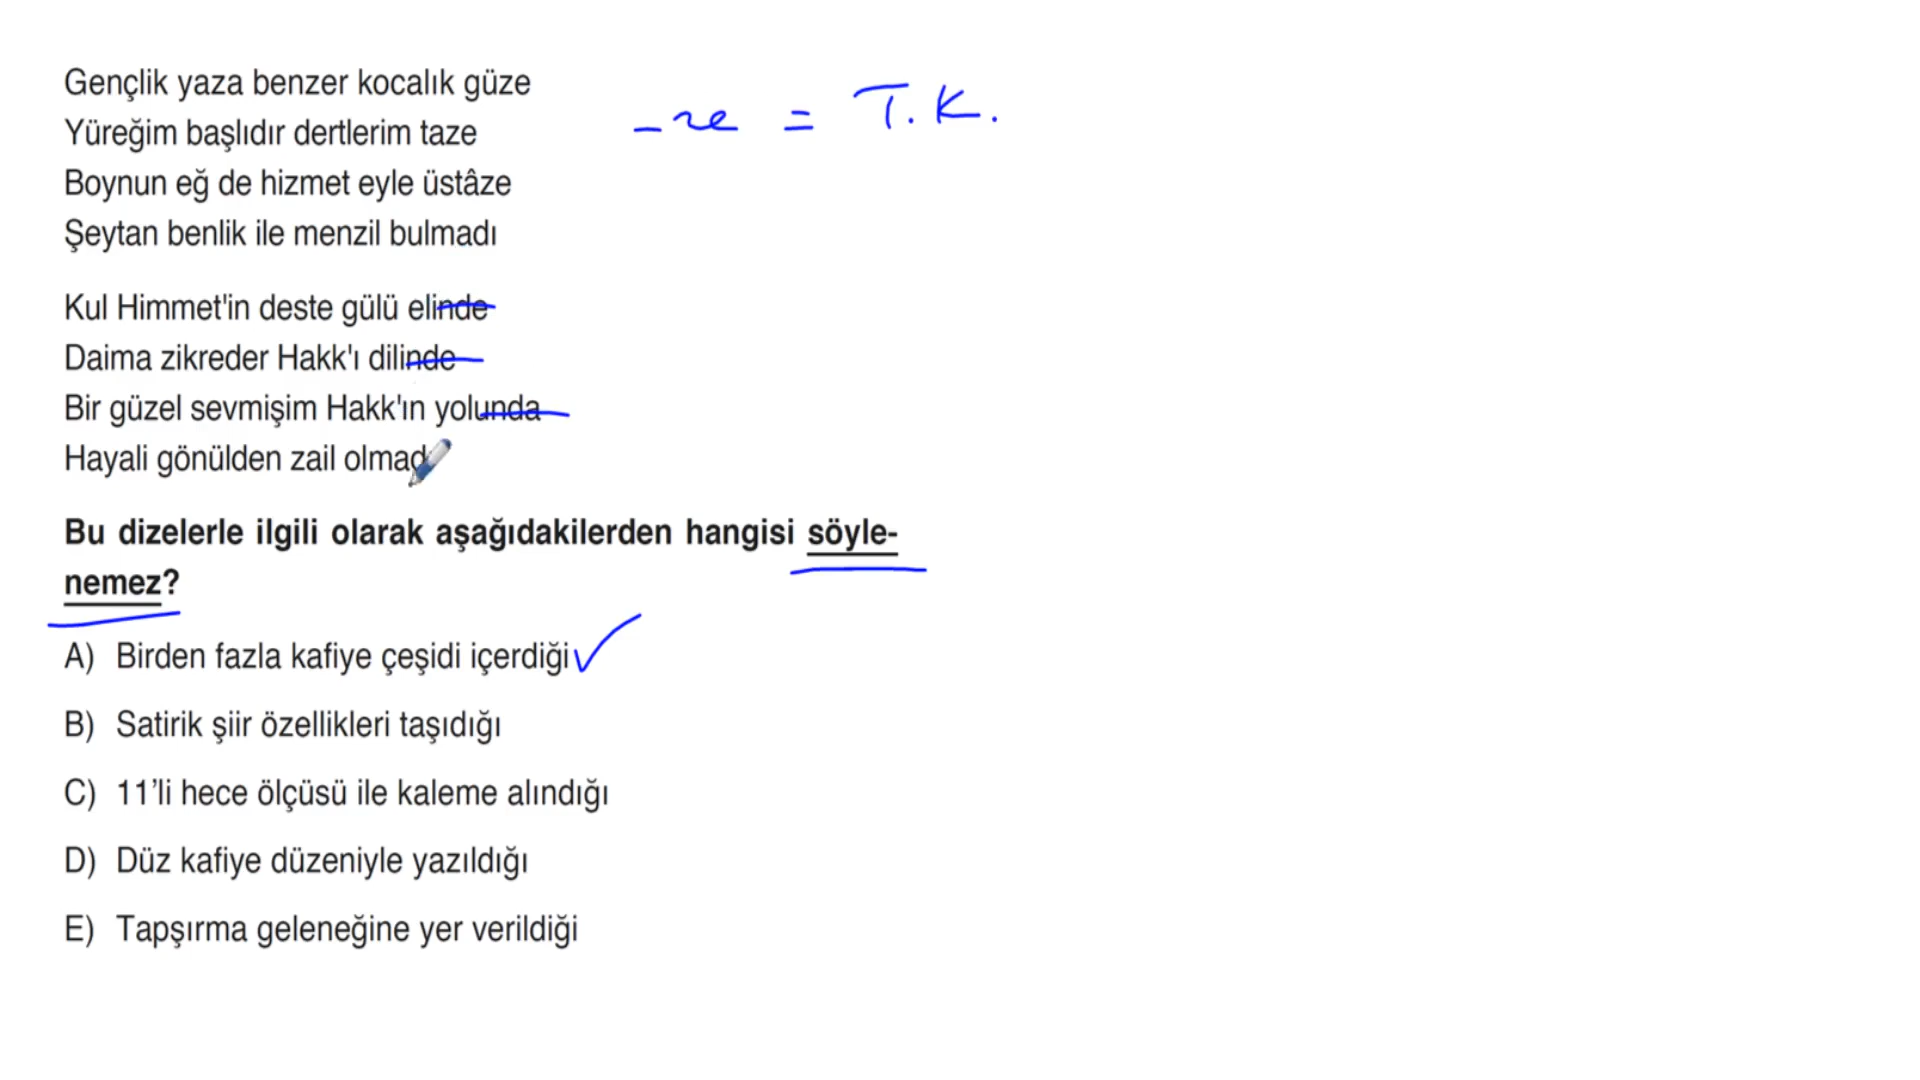 Gençlik yaza benzer kocalık güze
Yüreğim başlıdır dertlerim taze
Boynun eğ de hizmet eyle üstâze
Şeytan benlik ile menzil bulmadı
-ze = T.K.
Kul Himmet'in deste gülü elinde
Daima zikreder Hakk'ı dilinde
Bir güzel sevmişim Hakk'ın yolunda
Hayali gönülden zail olmad
Bu dizelerle ilgili olarak aşağıdakilerden hangisi söyle-
nemez?
A) Birden fazla kafiye çeşidi içerdiği
B) Satirik şiir özellikleri taşıdığı
C) 11’li hece ölçüsü ile kaleme alındığı
D) Düz kafiye düzeniyle yazıldığı
E) Tapşırma geleneğine yer verildiği